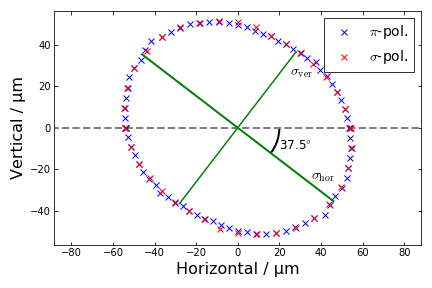 π-pol.
σ-pol.
σver
37.5°
σhor
40
20
0
−20
−40
−80 −60 −40 −20 0 20 40 60 80
Vertical / μm
Horizontal / μm